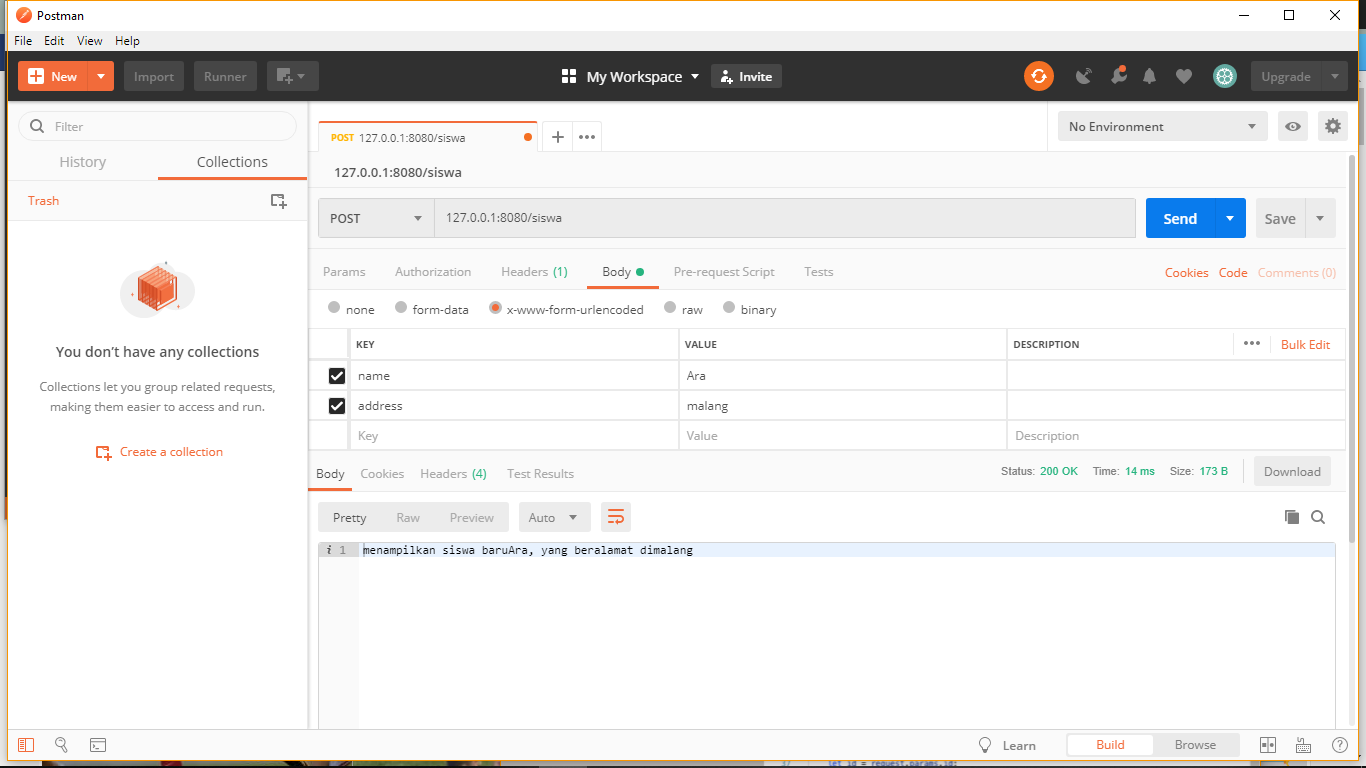 Postman
File Edit View Help
New Import Runner My Workspace Invite Upgrade
Filter
History Collections
Trash
You don’t have any collections
Collections let you group related requests,
making them easier to access and run.
Create a collection
POST 127.0.0.1:8080/siswa
No Environment
127.0.0.1:8080/siswa
POST 127.0.0.1:8080/siswa Send Save
Params Authorization Headers (1) Body Pre-request Script Tests Cookies Code Comments (0)
none form-data x-www-form-urlencoded raw binary
KEY VALUE DESCRIPTION Bulk Edit
name Ara
address malang
Key Value Description
Body Cookies Headers (4) Test Results Status: 200 OK Time: 14 ms Size: 173 B Download
Pretty Raw Preview Auto
i 1 menampilkan siswa baruAra, yang beralamat dimalang
Learn Build Browse
let id = request.params.id;